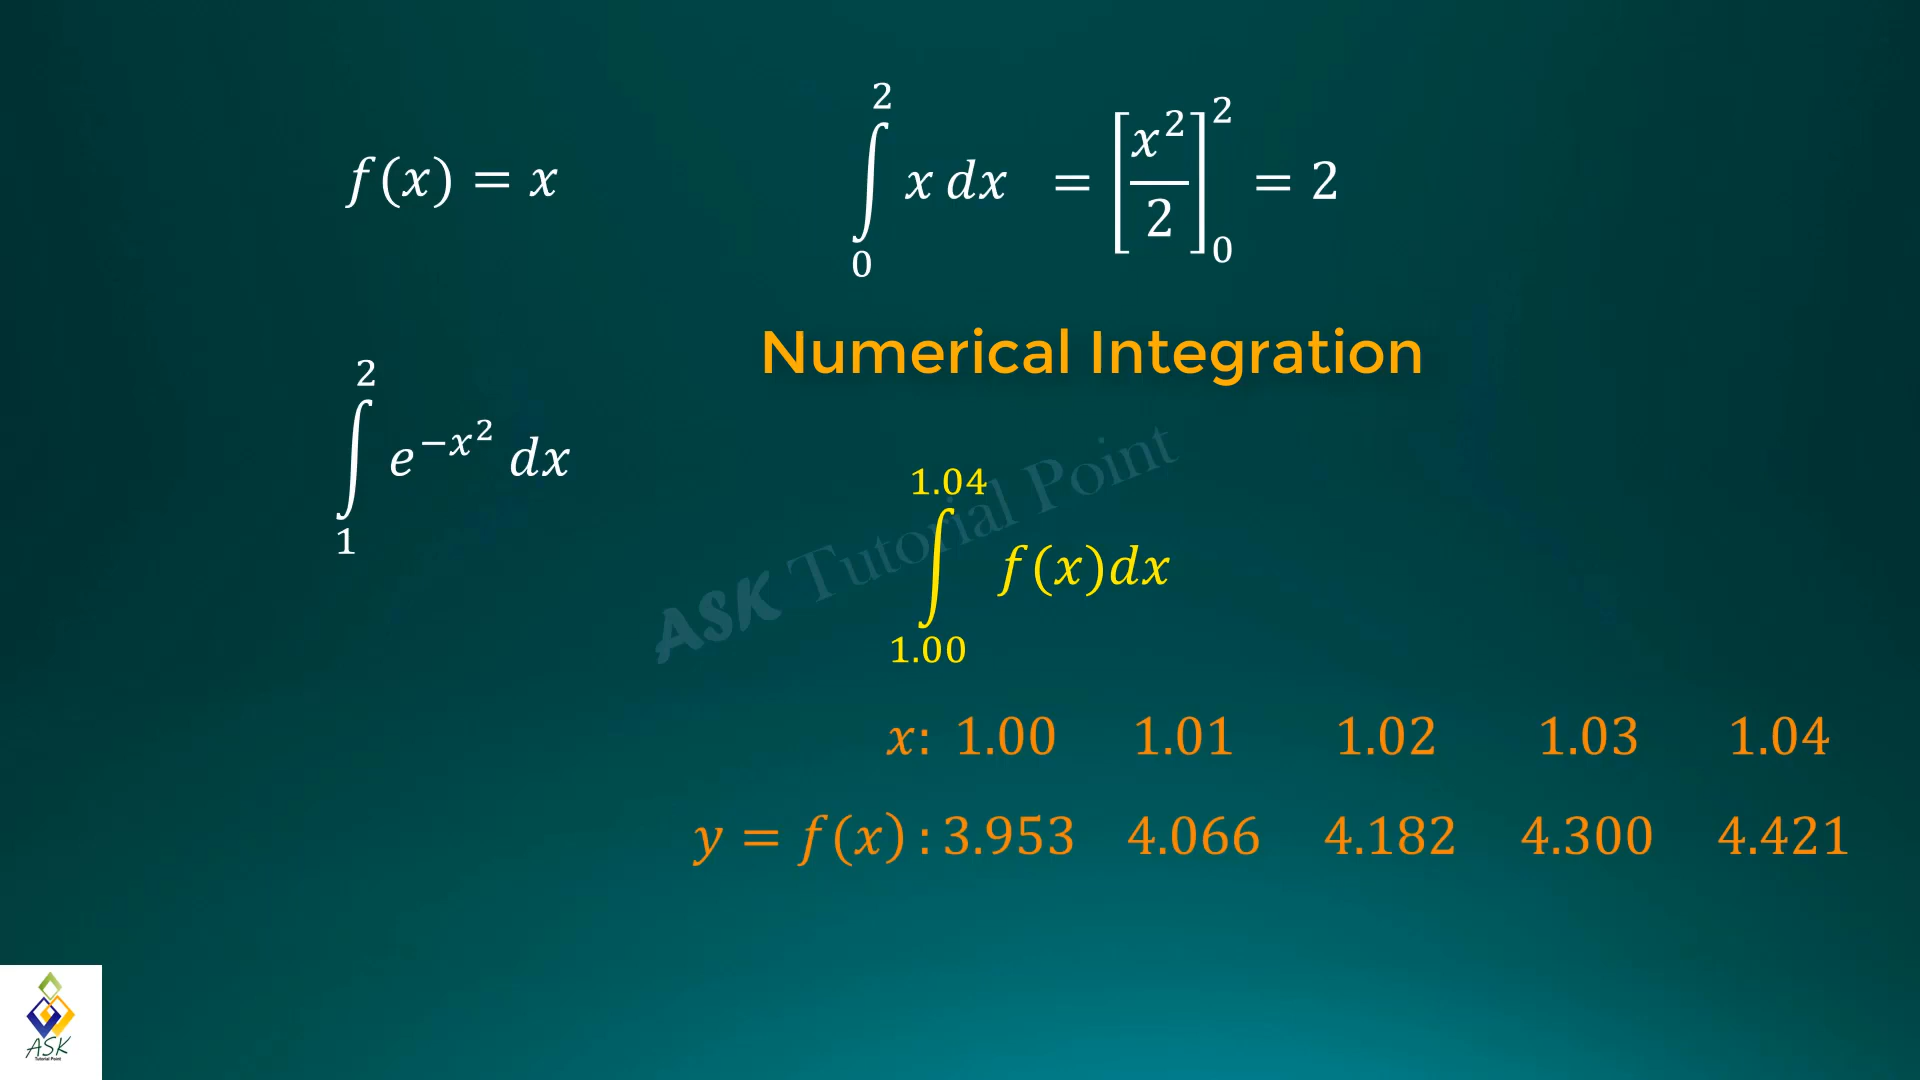 f(x) = x
∫₀² x dx = [x²/2]₀² = 2
Numerical Integration
∫₁² e^{−x²} dx
∫_{1.00}^{1.04} f(x)dx
ASK Tutorial Point
x: 1.00 1.01 1.02 1.03 1.04
y = f(x) : 3.953 4.066 4.182 4.300 4.421
ASK
Tutorial Point